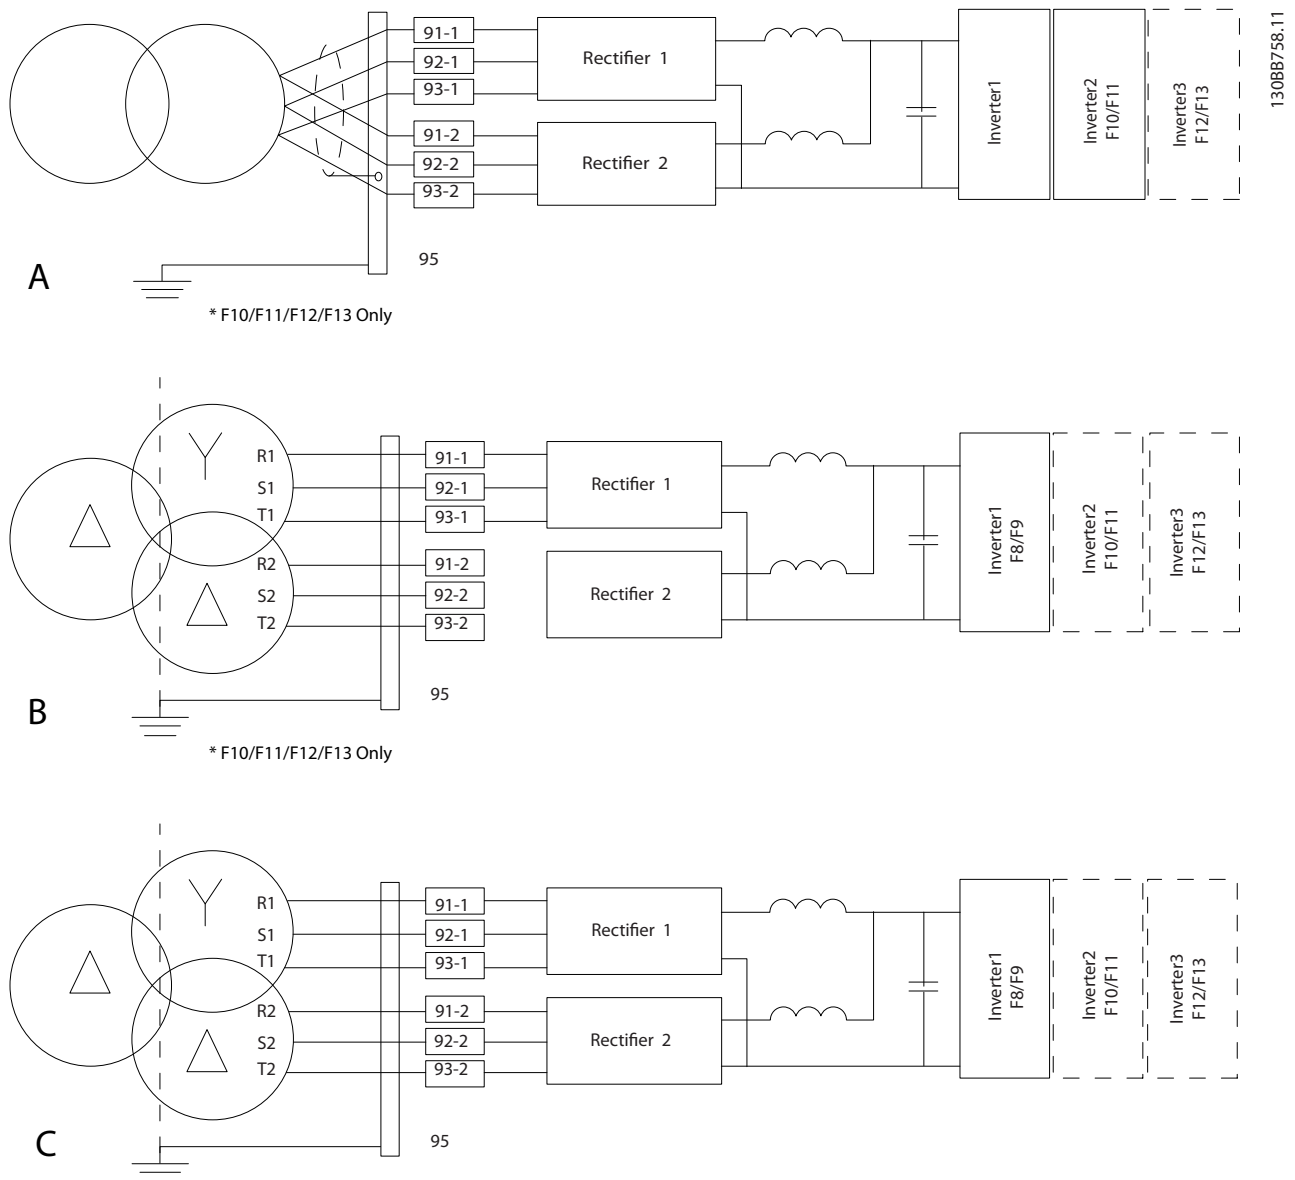 91-1
92-1
93-1
91-2
92-2
93-2
Rectifier 1
Rectifier 2
Inverter1
Inverter2
F10/F11
Inverter3
F12/F13
130BB758.11
95
A
* F10/F11/F12/F13 Only
R1
S1
T1
R2
S2
T2
91-1
92-1
93-1
91-2
92-2
93-2
Rectifier 1
Rectifier 2
Inverter1
F8/F9
Inverter2
F10/F11
Inverter3
F12/F13
95
B
* F10/F11/F12/F13 Only
R1
S1
T1
R2
S2
T2
91-1
92-1
93-1
91-2
92-2
93-2
Rectifier 1
Rectifier 2
Inverter1
F8/F9
Inverter2
F10/F11
Inverter3
F12/F13
95
C